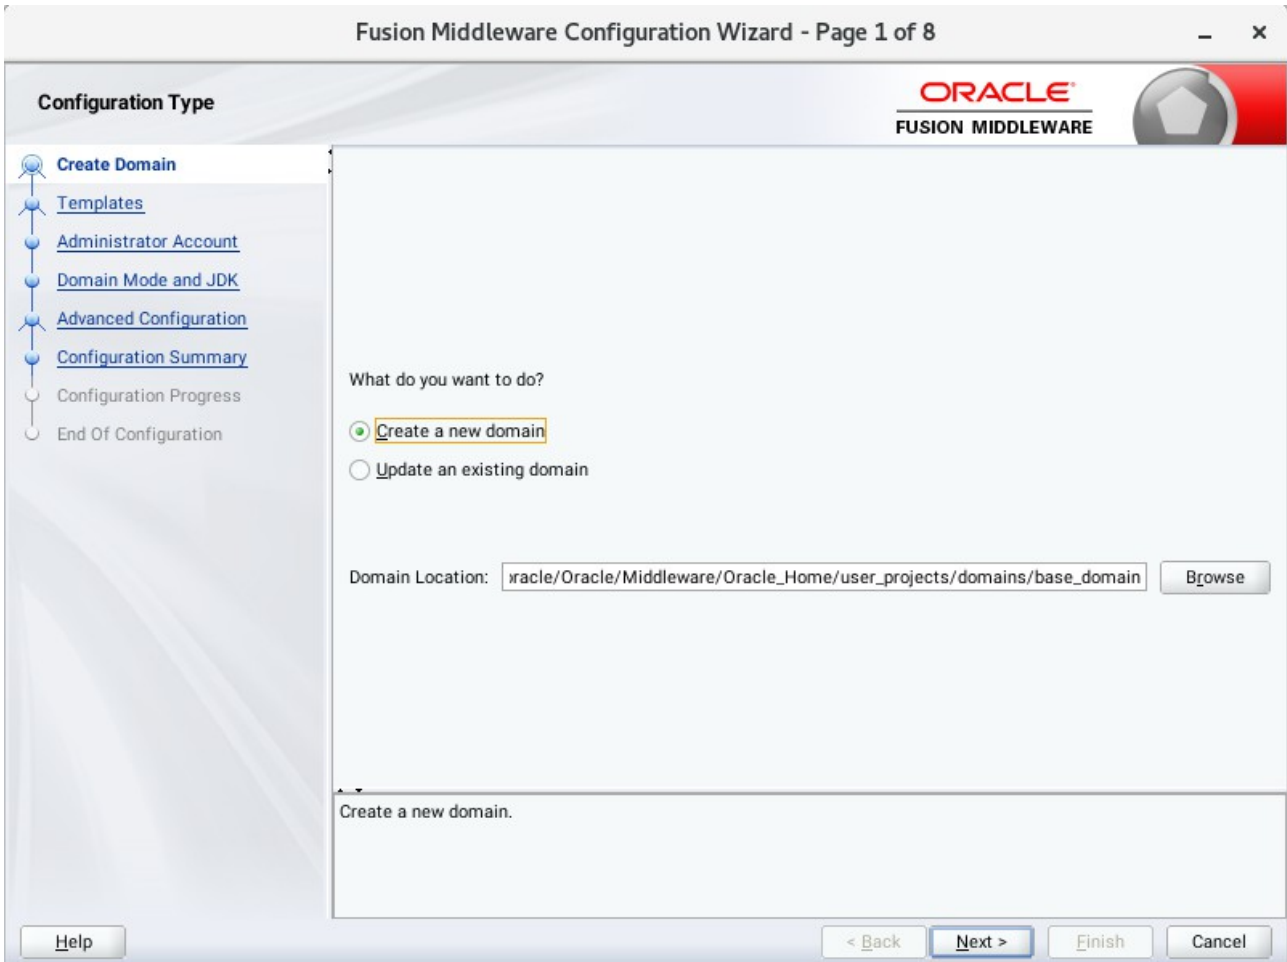 Fusion Middleware Configuration Wizard - Page 1 of 8
Configuration Type
ORACLE
FUSION MIDDLEWARE
Create Domain
Templates
Administrator Account
Domain Mode and JDK
Advanced Configuration
Configuration Summary
Configuration Progress
End Of Configuration
What do you want to do?
Create a new domain
Update an existing domain
Domain Location: racle/Oracle/Middleware/Oracle_Home/user_projects/domains/base_domain Browse
Create a new domain.
Help < Back Next > Finish Cancel